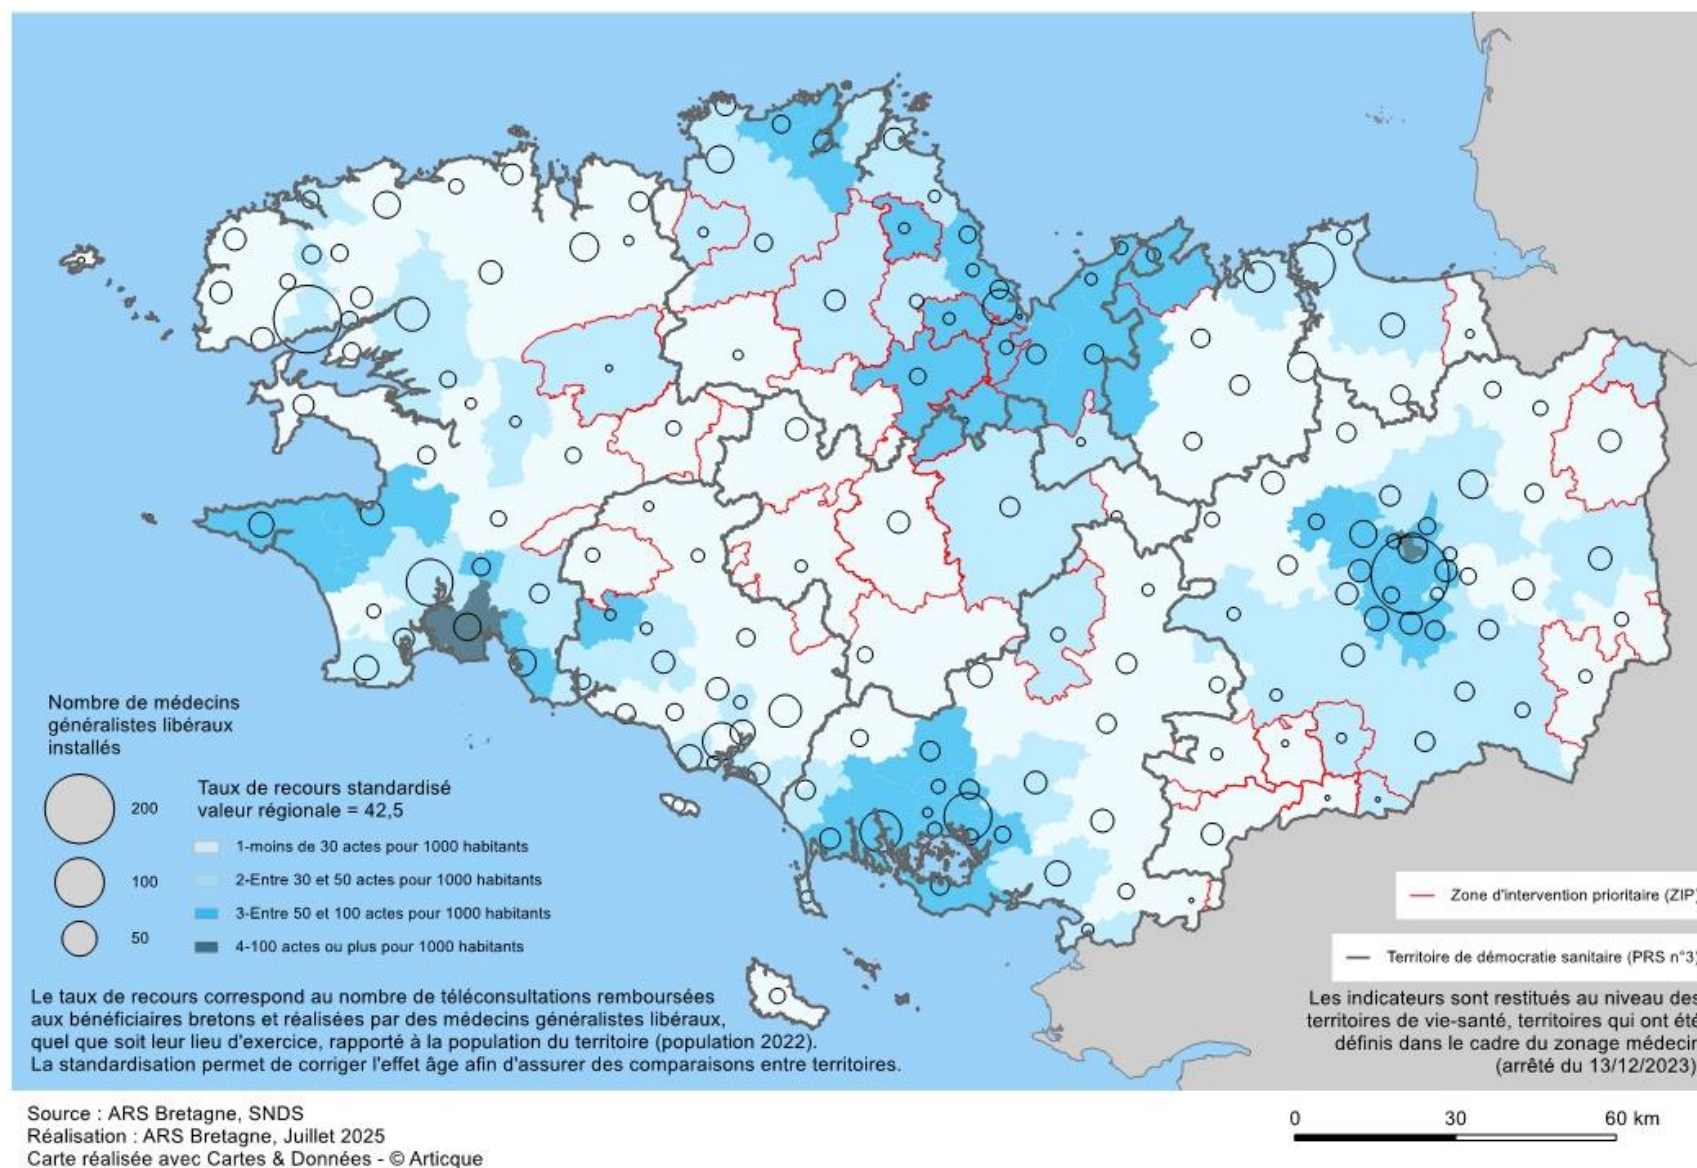 Nombre de médecins
généralistes libéraux
installés
200
100
50
Taux de recours standardisé
valeur régionale = 42,5
1-moins de 30 actes pour 1000 habitants
2-Entre 30 et 50 actes pour 1000 habitants
3-Entre 50 et 100 actes pour 1000 habitants
4-100 actes ou plus pour 1000 habitants
Zone d'intervention prioritaire (ZIP)
Territoire de démocratie sanitaire (PRS n°3)
Le taux de recours correspond au nombre de téléconsultations remboursées
aux bénéficiaires bretons et réalisées par des médecins généralistes libéraux,
quel que soit leur lieu d'exercice, rapporté à la population du territoire (population 2022).
La standardisation permet de corriger l'effet âge afin d'assurer des comparaisons entre territoires.
Les indicateurs sont restitués au niveau des
territoires de vie-santé, territoires qui ont été
définis dans le cadre du zonage médecin
(arrêté du 13/12/2023)
Source : ARS Bretagne, SNDS
Réalisation : ARS Bretagne, Juillet 2025
Carte réalisée avec Cartes & Données - © Articque
0 30 60 km